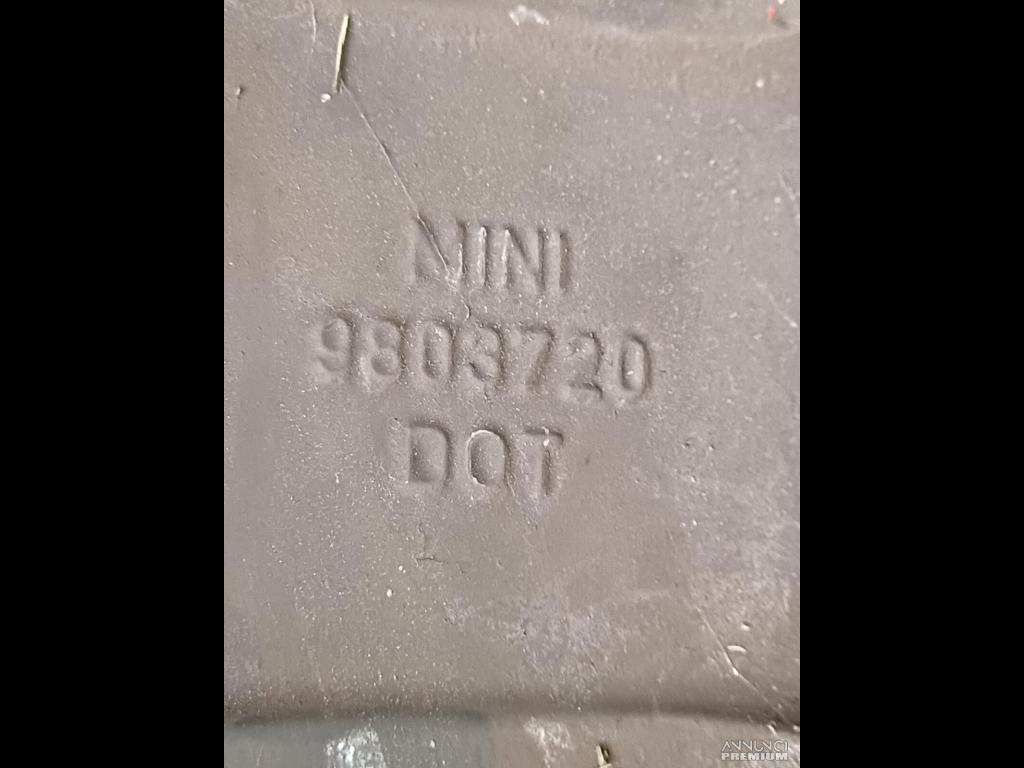 MINI
9803720
DOT
ANNUNCI
PREMIUM